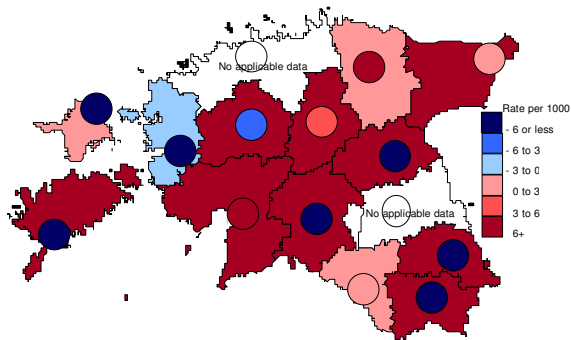 No applicable data
Rate per 1000
- 6 or less
- 6 to 3
- 3 to 0
0 to 3
3 to 6
6+
No applicable data